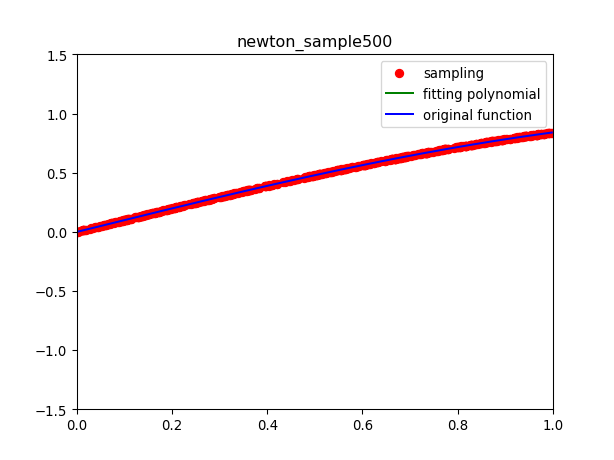 newton_sample500
sampling
fitting polynomial
original function
1.5
1.0
0.5
0.0
−0.5
−1.0
−1.5
0.0 0.2 0.4 0.6 0.8 1.0